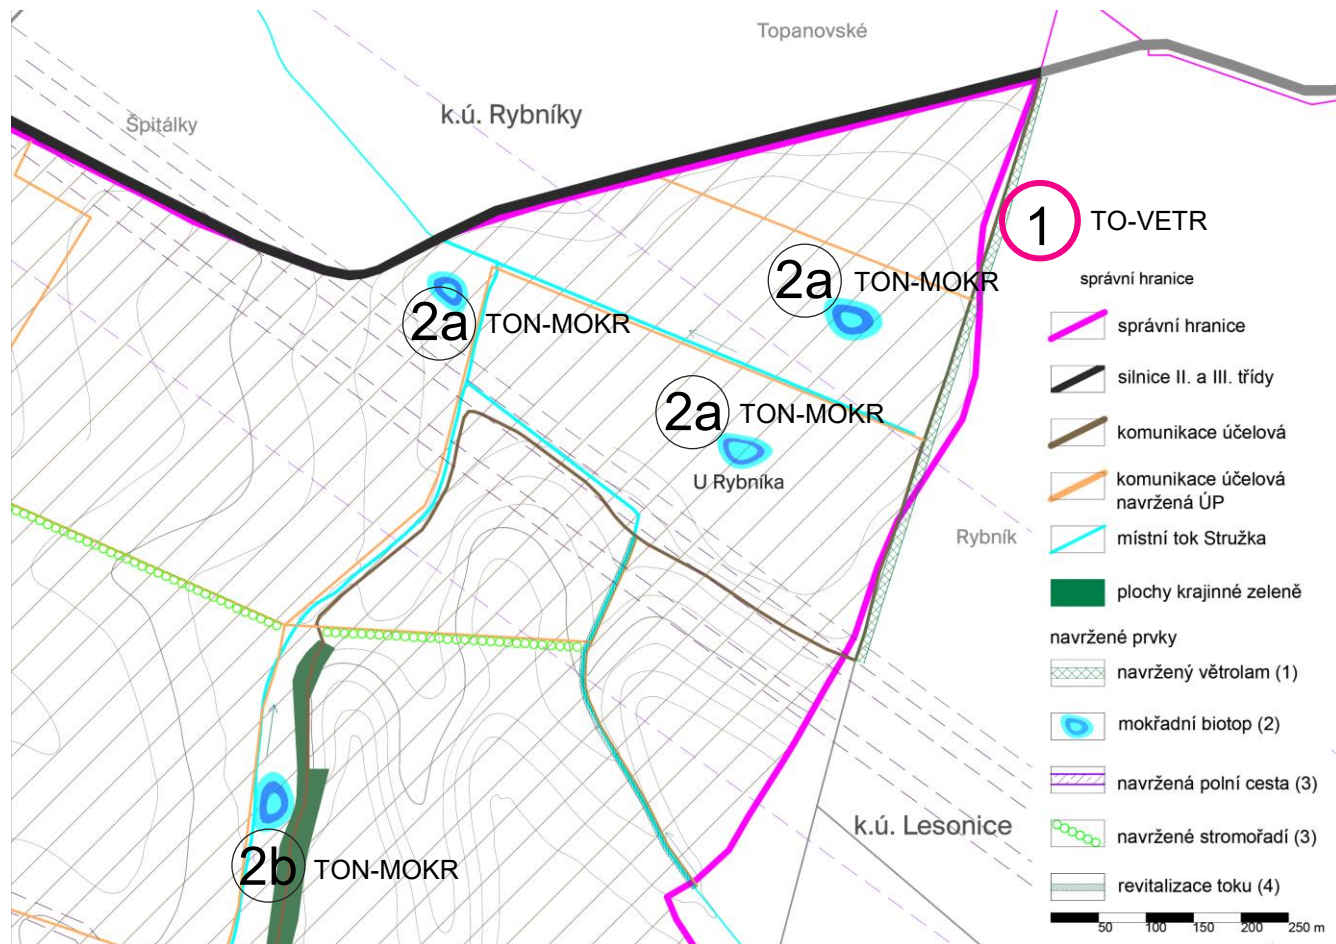 Topanovské
k.ú. Rybníky
Špitálky
1 TO-VETR
2a TON-MOKR
2a TON-MOKR
2a TON-MOKR
U Rybníka
Rybník
k.ú. Lesonice
2b TON-MOKR
správní hranice
správní hranice
silnice II. a III. třídy
komunikace účelová
komunikace účelová
navržená ÚP
místní tok Stružka
plochy krajinné zeleně
navržené prvky
navržený větrolam (1)
mokřadní biotop (2)
navržená polní cesta (3)
navržené stromořadí (3)
revitalizace toku (4)
50 100 150 200 250 m